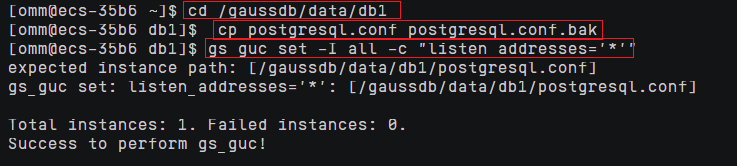 [omm@ecs-35b6 ~]$ cd /gaussdb/data/db1
[omm@ecs-35b6 db1]$ cp postgresql.conf postgresql.conf.bak
[omm@ecs-35b6 db1]$ gs_guc set -I all -c "listen_addresses='*'"
expected instance path: [/gaussdb/data/db1/postgresql.conf]
gs_guc set: listen_addresses='*': [/gaussdb/data/db1/postgresql.conf]
Total instances: 1. Failed instances: 0.
Success to perform gs_guc!